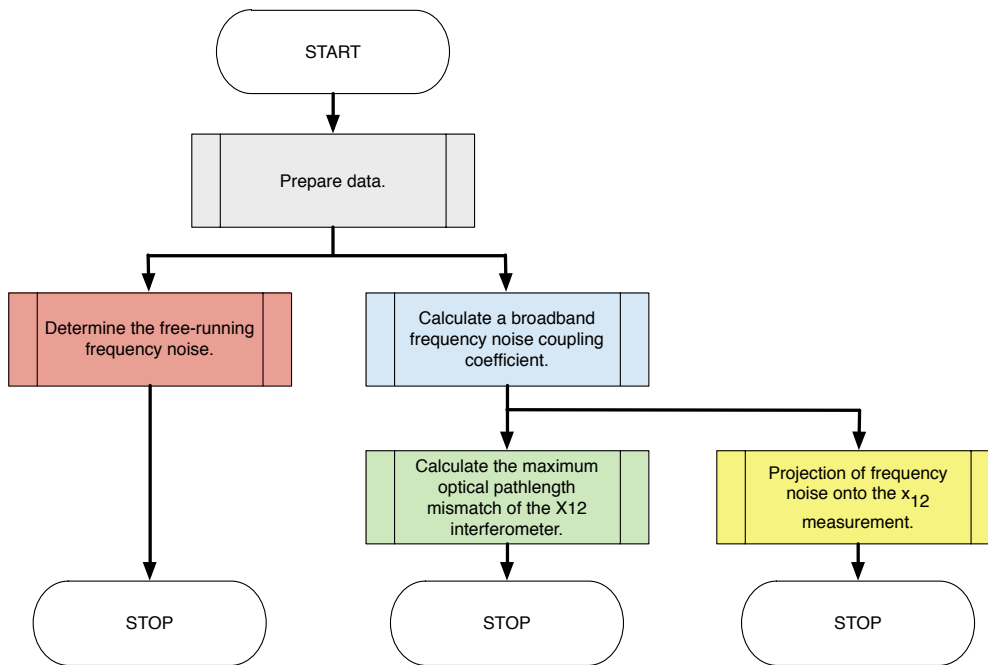 START
Prepare data.
Determine the free-running
frequency noise.
Calculate a broadband
frequency noise coupling
coefficient.
Calculate the maximum
optical pathlength
mismatch of the X12
interferometer.
Projection of frequency
noise onto the x12
measurement.
STOP
STOP
STOP